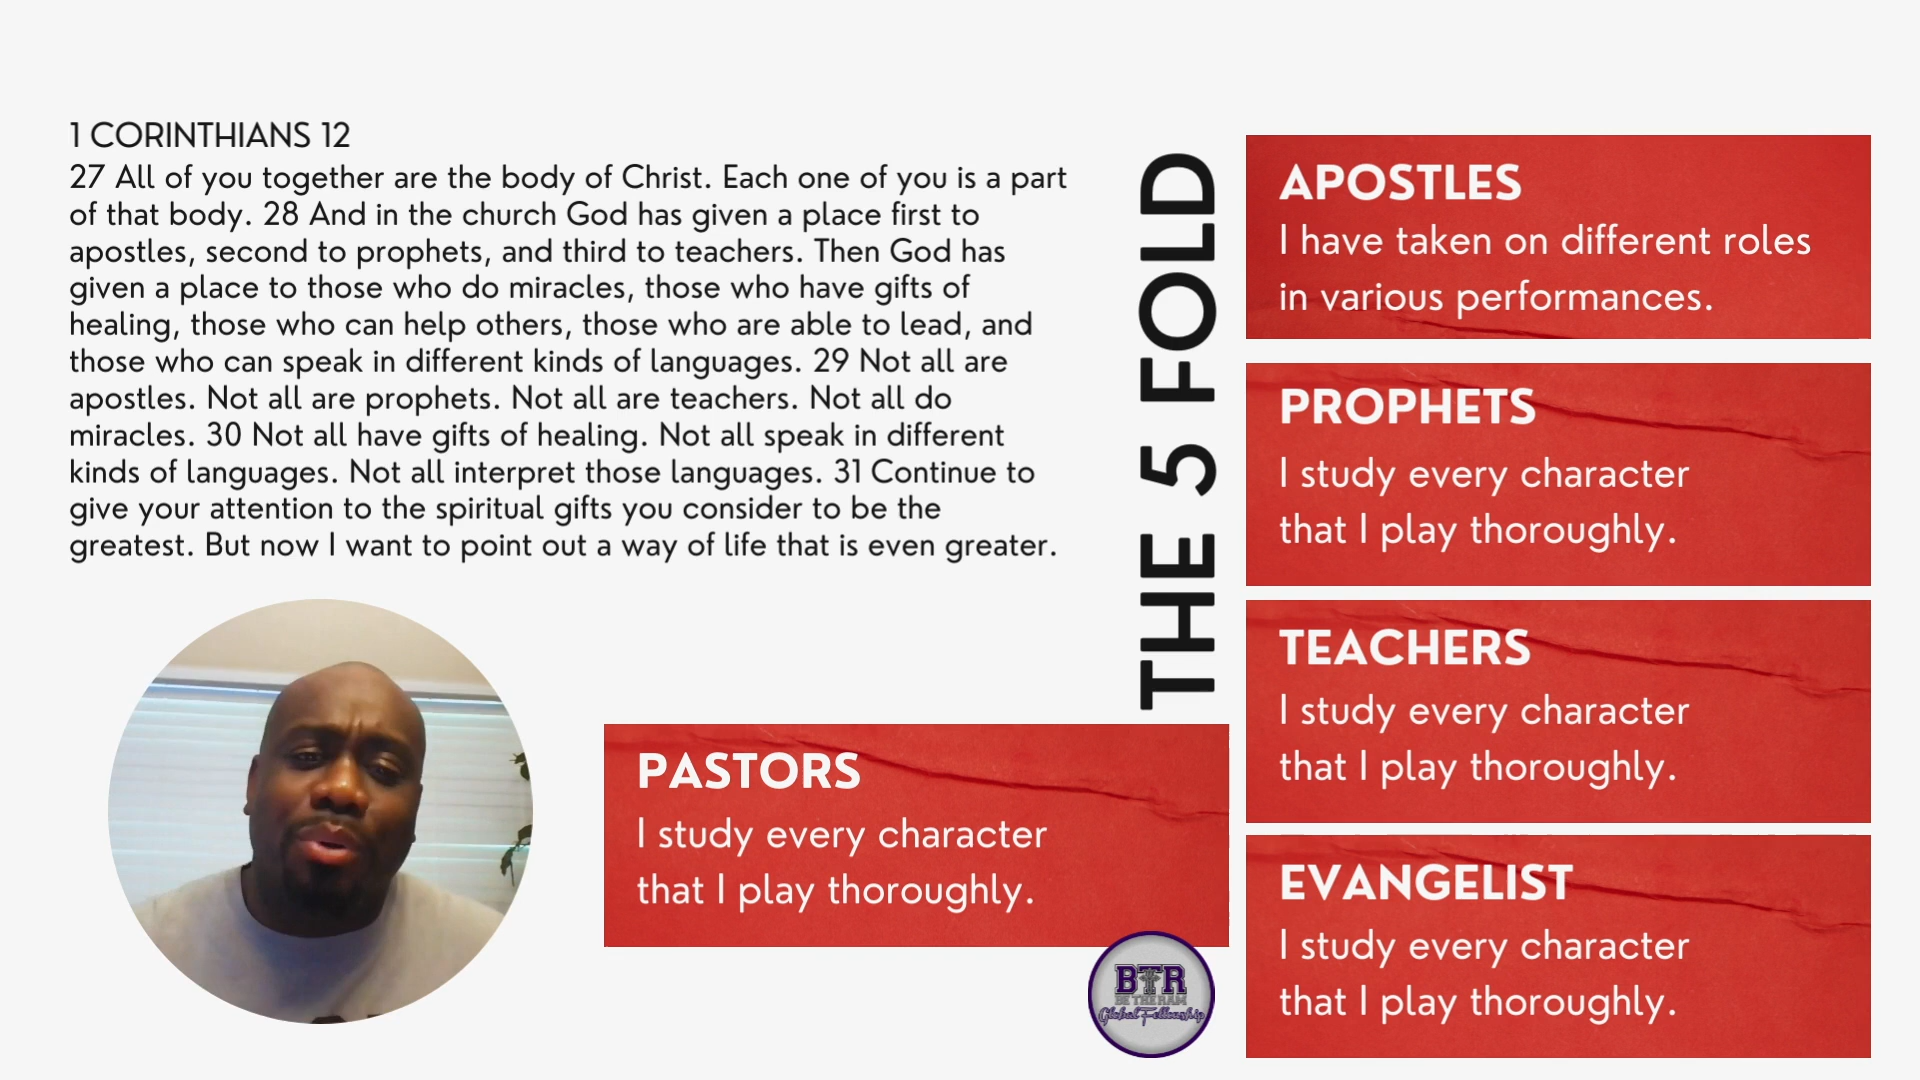 1 CORINTHIANS 12
27 All of you together are the body of Christ. Each one of you is a part
of that body. 28 And in the church God has given a place first to
apostles, second to prophets, and third to teachers. Then God has
given a place to those who do miracles, those who have gifts of
healing, those who can help others, those who are able to lead, and
those who can speak in different kinds of languages. 29 Not all are
apostles. Not all are prophets. Not all are teachers. Not all do
miracles. 30 Not all have gifts of healing. Not all speak in different
kinds of languages. Not all interpret those languages. 31 Continue to
give your attention to the spiritual gifts you consider to be the
greatest. But now I want to point out a way of life that is even greater.
THE 5 FOLD
APOSTLES
I have taken on different roles
in various performances.
PROPHETS
I study every character
that I play thoroughly.
TEACHERS
I study every character
that I play thoroughly.
EVANGELIST
I study every character
that I play thoroughly.
PASTORS
I study every character
that I play thoroughly.
BTR
BE THE RAM
Global Fellowship